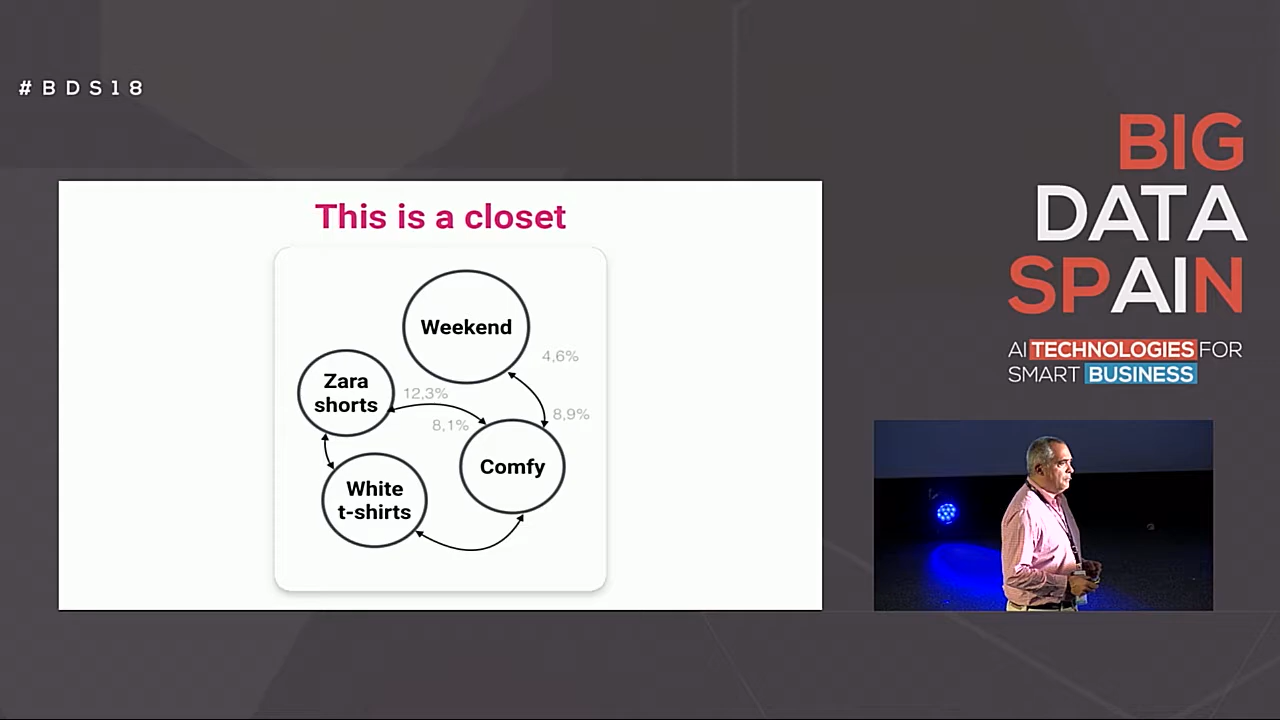 #BDS18
BIG
DATA
SPAIN
AI TECHNOLOGIES FOR
SMART BUSINESS
This is a closet
Weekend
4,6%
Zara
shorts
12,3%
8,1%
8,9%
Comfy
White
t-shirts